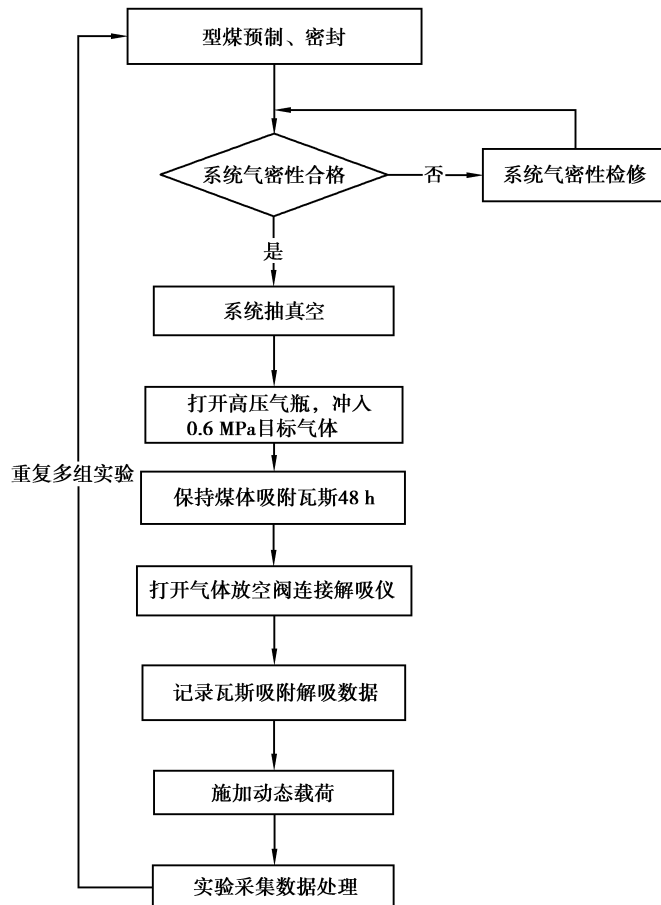 型煤预制、密封
系统气密性合格
否
系统气密性检修
是
系统抽真空
打开高压气瓶，冲入
0.6 MPa目标气体
重复多组实验
保持煤体吸附瓦斯48 h
打开气体放空阀连接解吸仪
记录瓦斯吸附解吸数据
施加动态载荷
实验采集数据处理